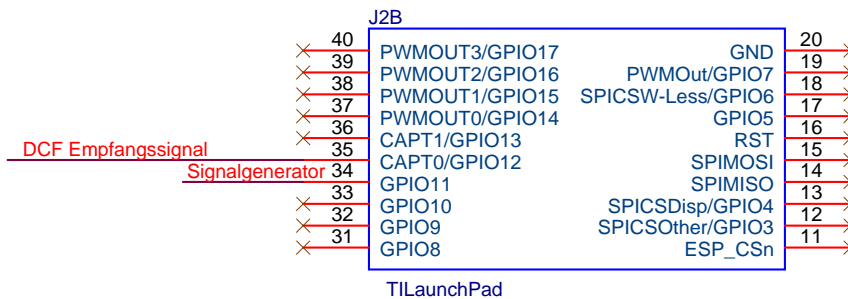 J2B
40 PWMOUT3/GPIO17 GND 20
39 PWMOUT2/GPIO16 PWMOut/GPIO7 19
38 PWMOUT1/GPIO15 SPICSW-Less/GPIO6 18
37 PWMOUT0/GPIO14 GPIO5 17
36 CAPT1/GPIO13 RST 16
DCF Empfangssignal 35 CAPT0/GPIO12 SPIMOSI 15
Signalgenerator 34 GPIO11 SPIMISO 14
33 GPIO10 SPICSDisp/GPIO4 13
32 GPIO9 SPICSOther/GPIO3 12
31 GPIO8 ESP_CSn 11
TILaunchPad